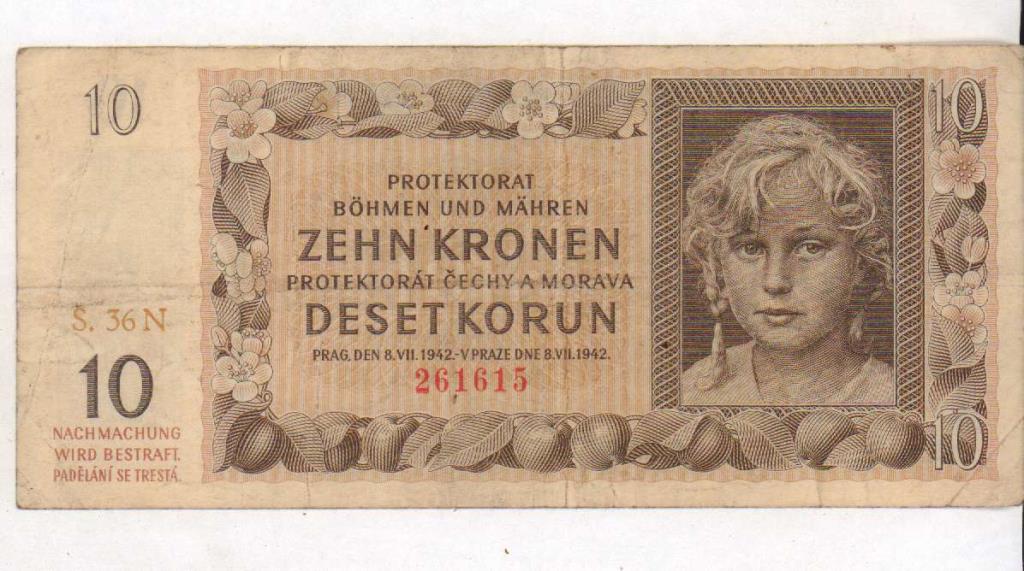 10
10
PROTEKTORAT
BÖHMEN UND MÄHREN
ZEHN KRONEN
PROTEKTORÁT ČECHY A MORAVA
DESET KORUN
PRAG, DEN 8.VII.1942.-V PRAZE DNE 8.VII.1942.
261615
S. 36 N
10
NACHMACHUNG
WIRD BESTRAFT.
PADĚLÁNÍ SE TRESTÁ.
10